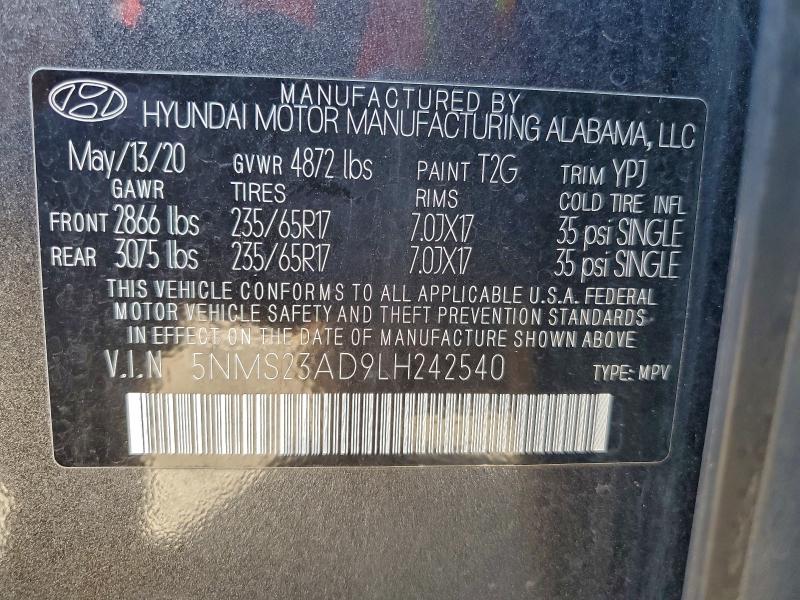 MANUFACTURED BY
HYUNDAI MOTOR MANUFACTURING ALABAMA, LLC
May/13/20 GVWR 4872 lbs PAINT T2G TRIM YPJ
GAWR TIRES RIMS COLD TIRE INFL
FRONT 2866 lbs 235/65R17 7.0JX17 35 psi SINGLE
REAR 3075 lbs 235/65R17 7.0JX17 35 psi SINGLE
THIS VEHICLE CONFORMS TO ALL APPLICABLE U.S.A. FEDERAL
MOTOR VEHICLE SAFETY AND THEFT PREVENTION STANDARDS
IN EFFECT ON THE DATE OF MANUFACTURE SHOWN ABOVE
V.I.N 5NMS23AD9LH242540 TYPE: MPV